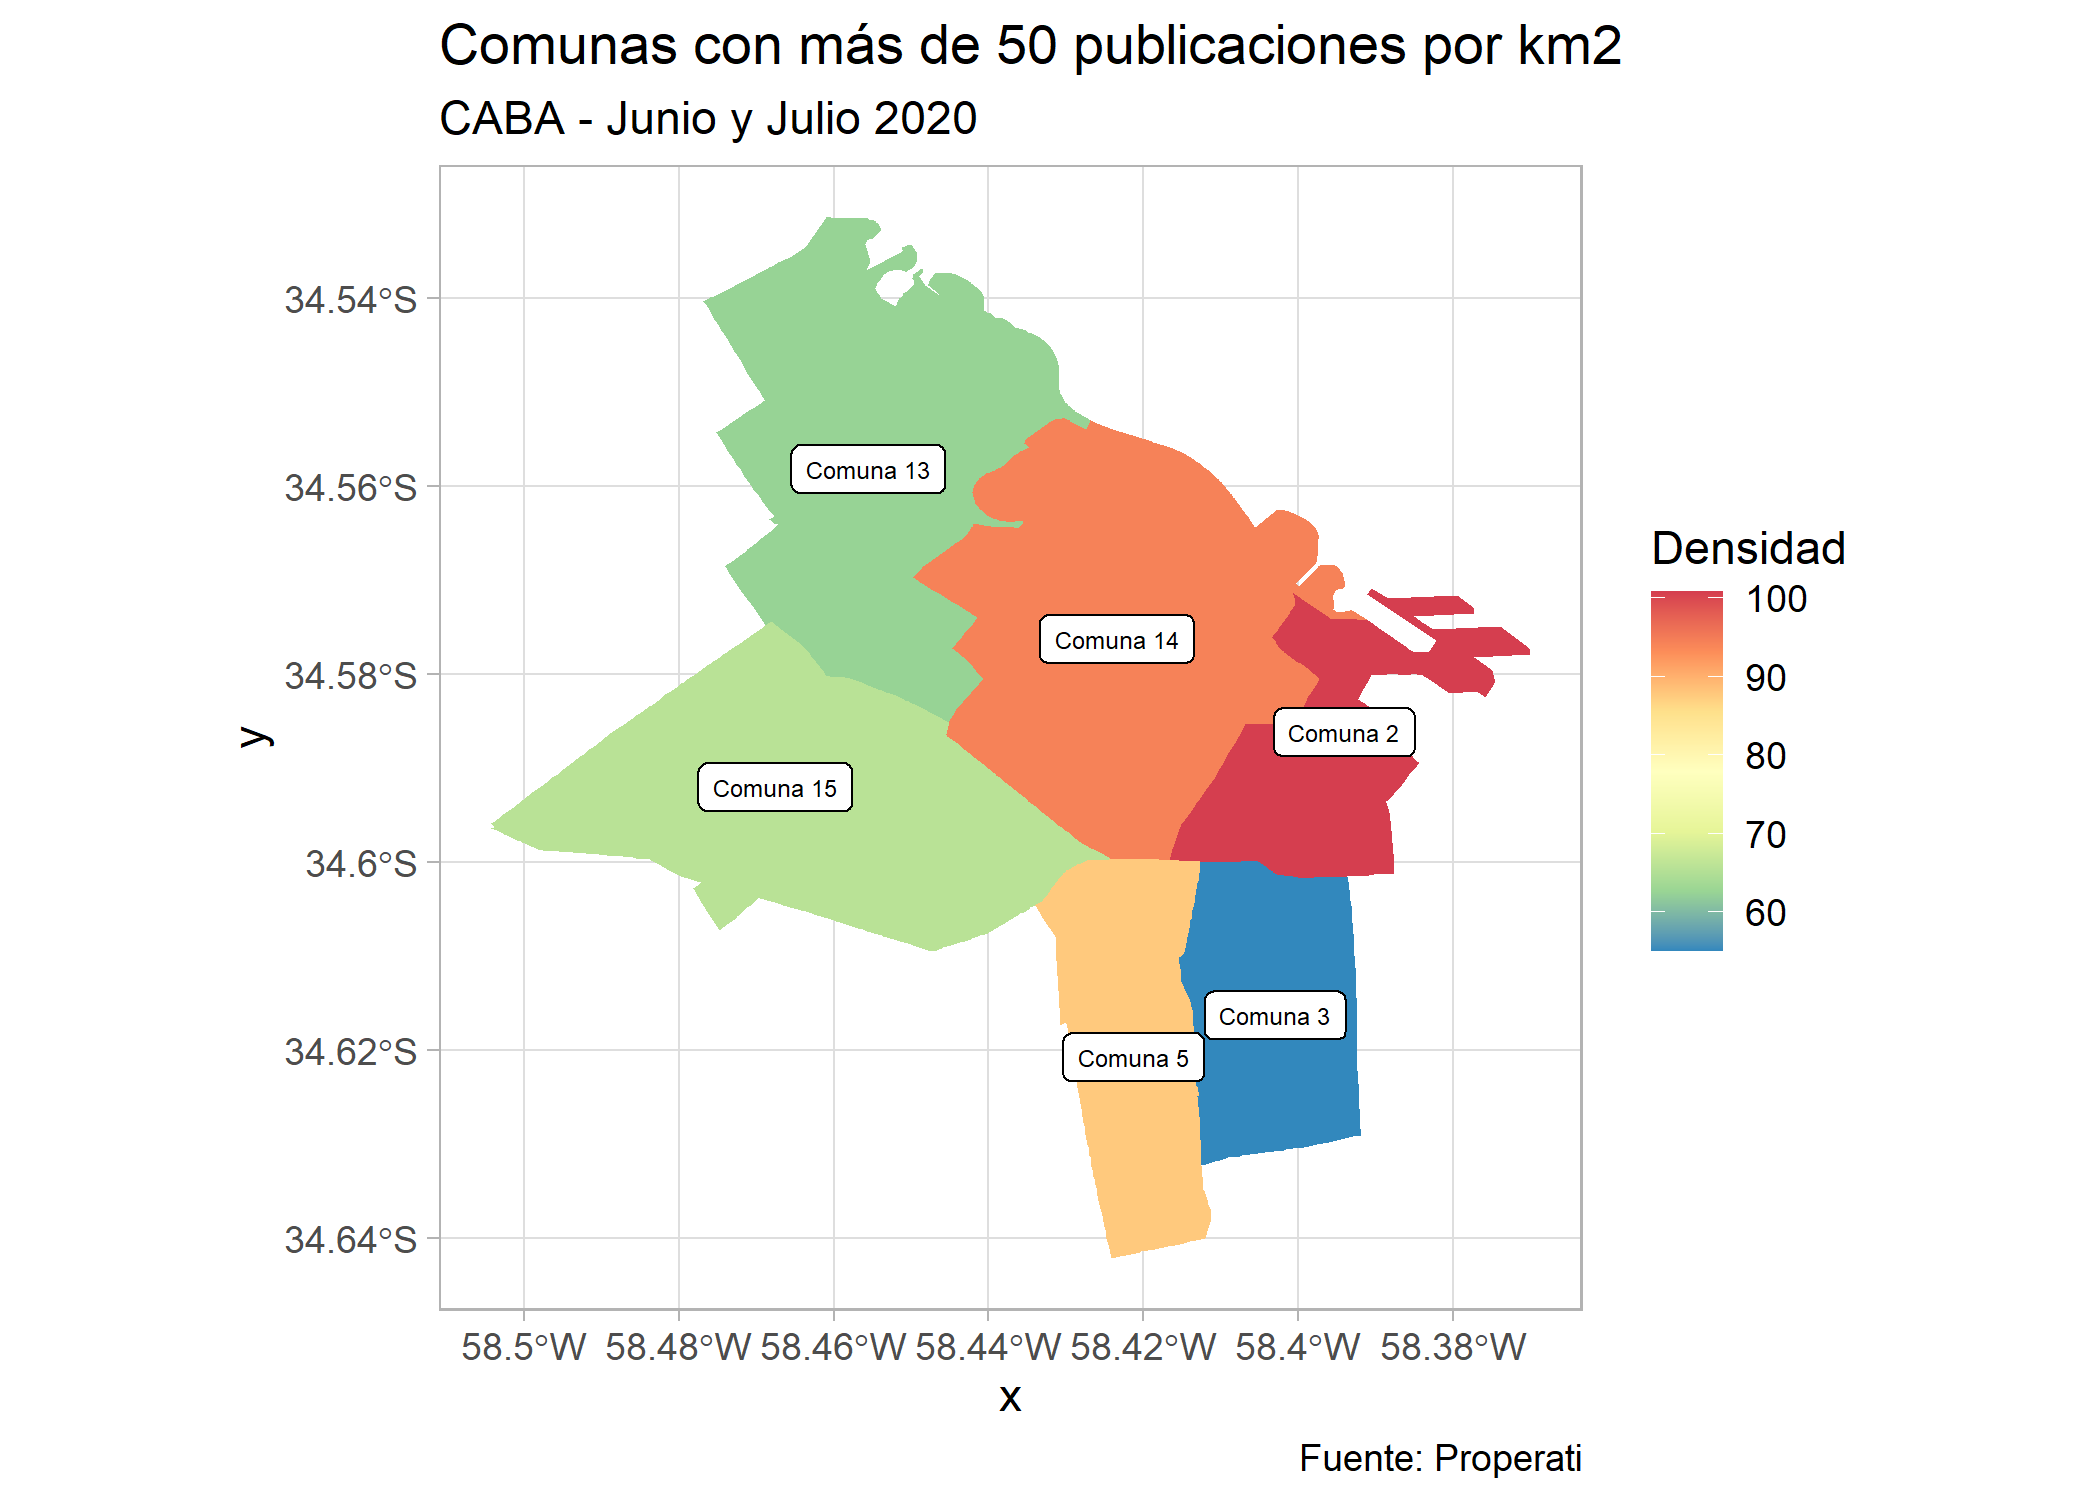 Comunas con más de 50 publicaciones por km2
CABA - Junio y Julio 2020
34.54°S
34.56°S
34.58°S
34.6°S
34.62°S
34.64°S
y
Comuna 13
Comuna 14
Comuna 2
Comuna 15
Comuna 3
Comuna 5
Densidad
100
90
80
70
60
58.5°W 58.48°W 58.46°W 58.44°W 58.42°W 58.4°W 58.38°W
x
Fuente: Properati